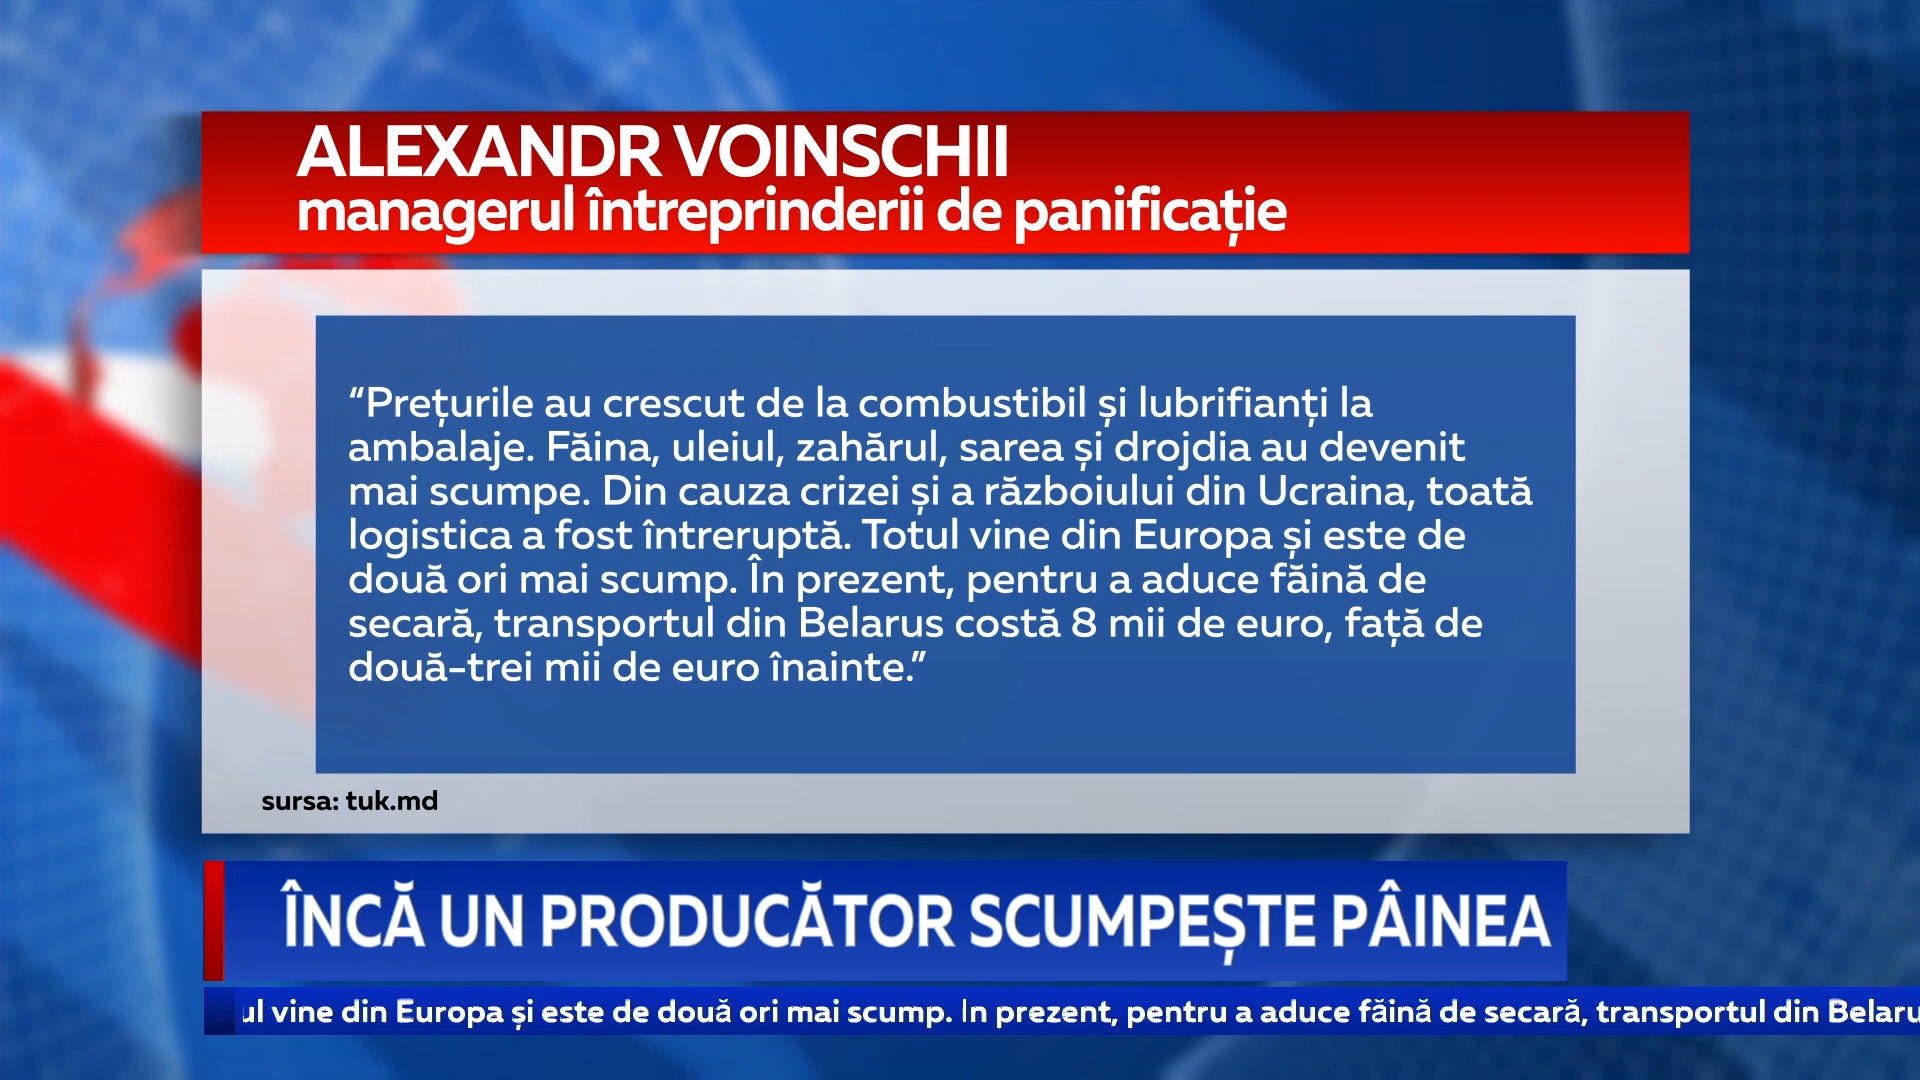 ALEXANDR VOINSCHII
managerul întreprinderii de panificație
“Prețurile au crescut de la combustibil și lubrifianți la
ambalaje. Făina, uleiul, zahărul, sarea și drojdia au devenit
mai scumpe. Din cauza crizei și a războiului din Ucraina, toată
logistica a fost întreruptă. Totul vine din Europa și este de
două ori mai scump. În prezent, pentru a aduce făină de
secară, transportul din Belarus costă 8 mii de euro, față de
două-trei mii de euro înainte.”
sursa: tuk.md
ÎNCĂ UN PRODUCĂTOR SCUMPEȘTE PÂINEA
ul vine din Europa și este de două ori mai scump. In prezent, pentru a aduce făină de secară, transportul din Belaru